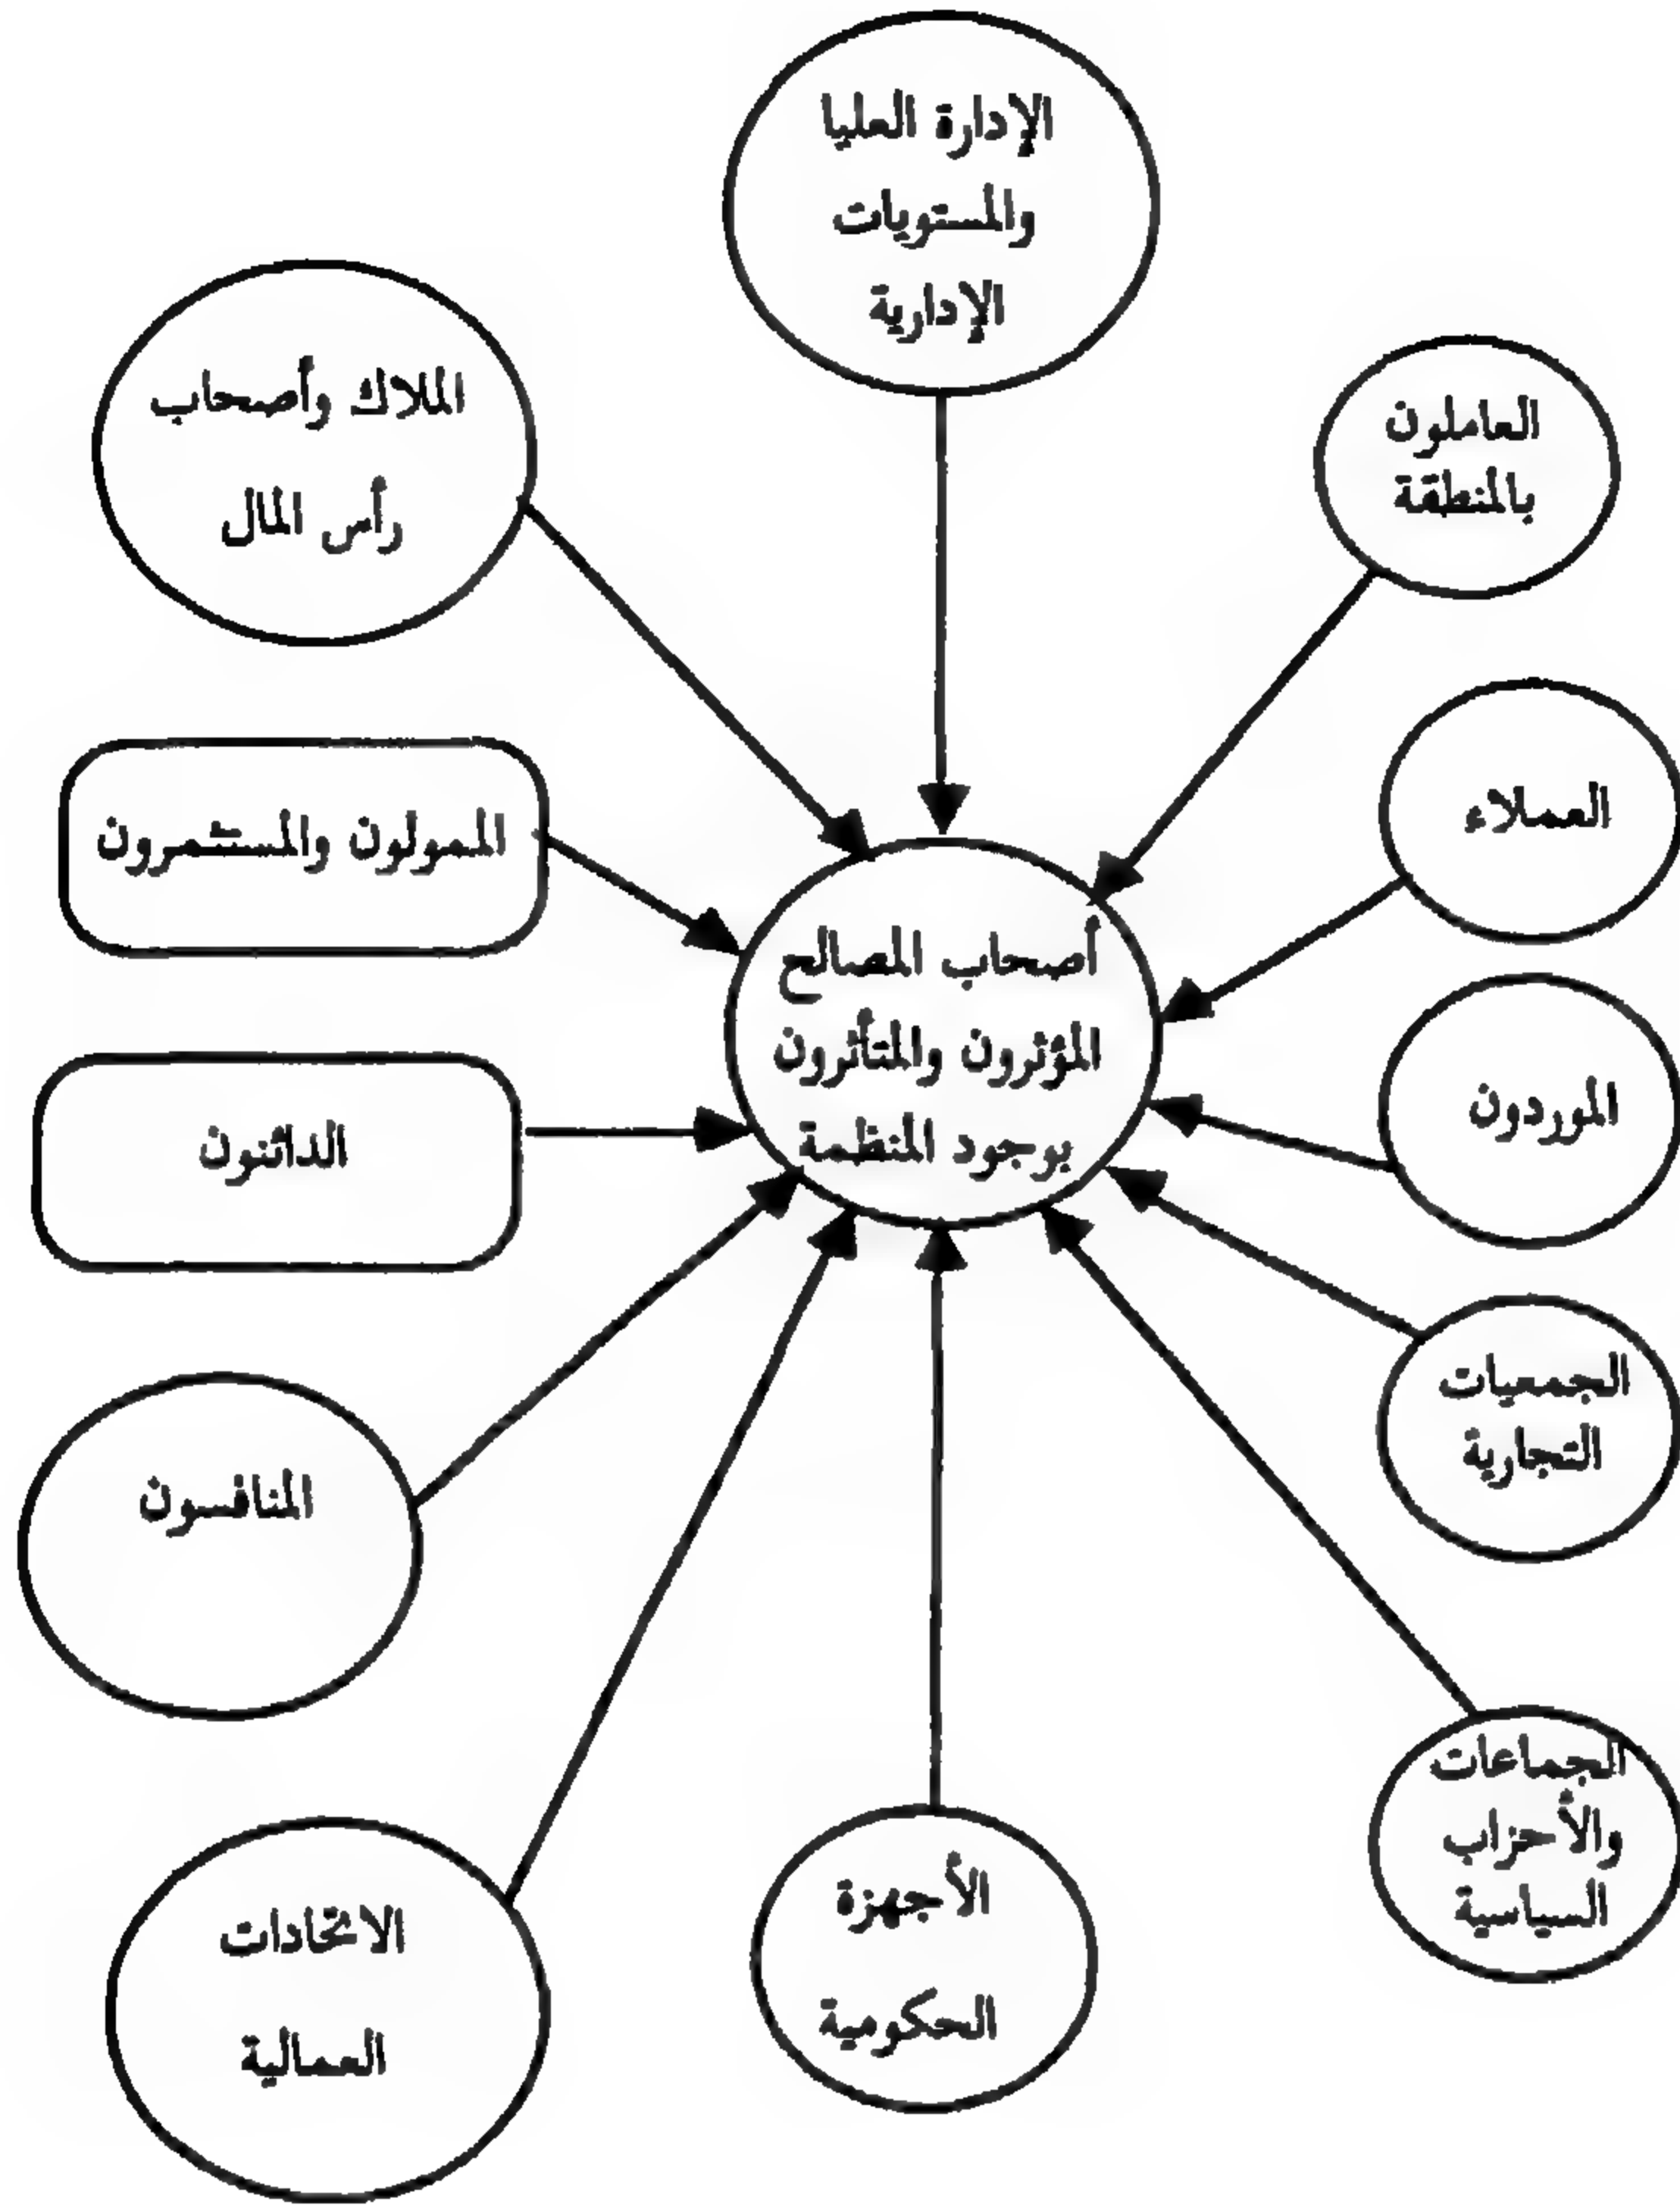 الإدارة العليا
والمستويات
الإدارية
العاملون
بالمنطقة
الملاك وأصحاب
رأس المال
العملاء
الممولون والمستثمرون
أصحاب المصالح
المؤثرون والمتأثرون
بوجود المنظمة
الموردون
الدائنون
الجمعيات
التجارية
المنافسون
الجماعات
والأحزاب
السياسية
الأجهزة
الحكومية
الاتحادات
العمالية